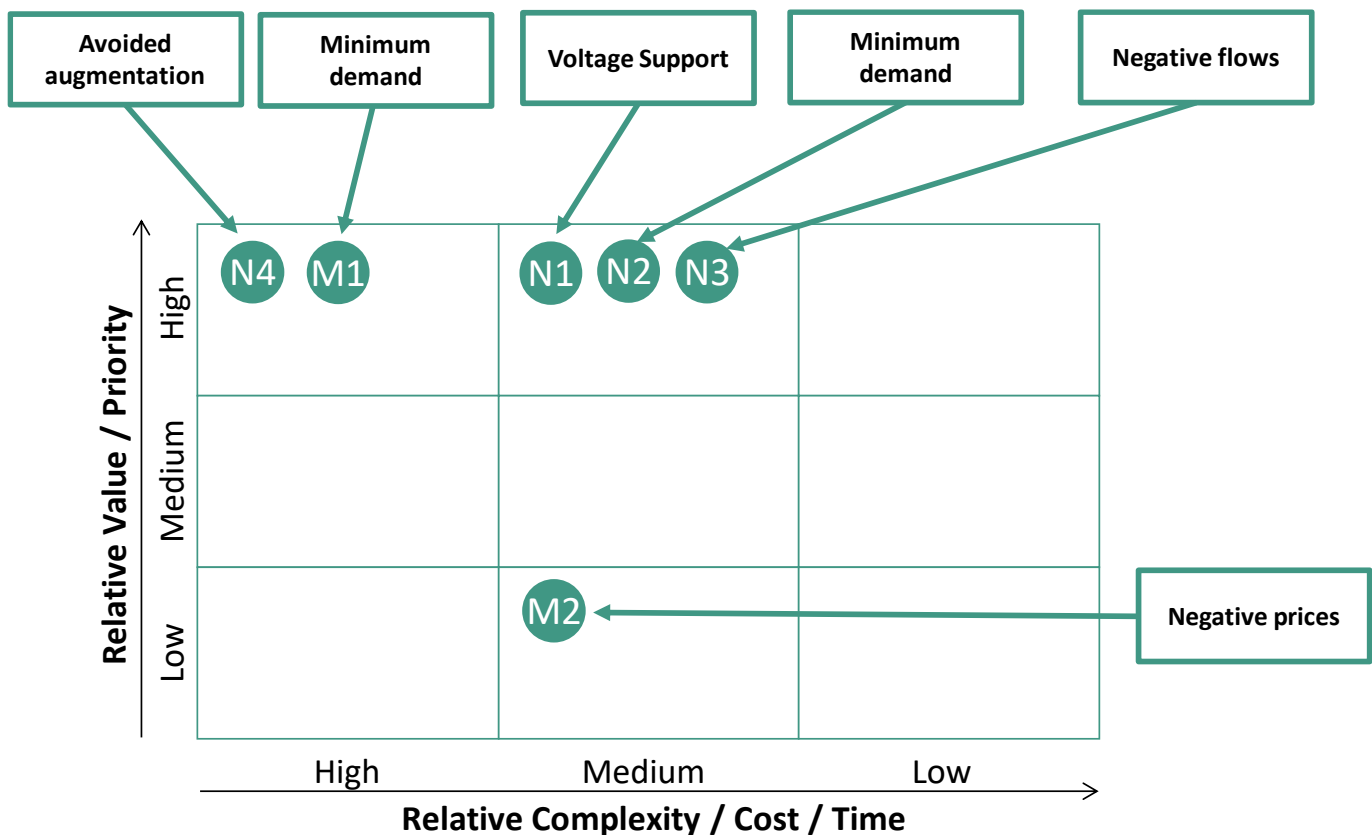 Avoided
augmentation
Minimum
demand
Voltage Support
Minimum
demand
Negative flows
N4
M1
N1
N2
N3
Relative Value / Priority
High
Medium
Low
M2
Negative prices
High
Medium
Low
Relative Complexity / Cost / Time